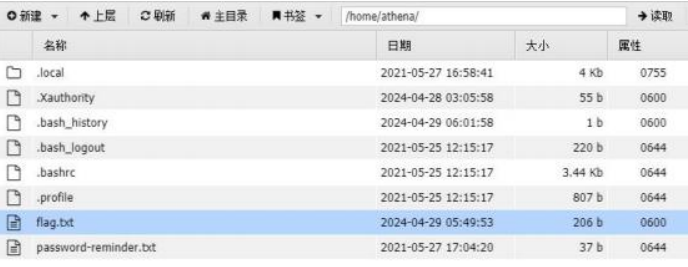 新建 上层 刷新 主目录 书签 /home/athena/ 读取
名称 日期 大小 属性
.local 2021-05-27 16:58:41 4 Kb 0755
.Xauthority 2024-04-28 03:05:58 55 b 0600
.bash_history 2024-04-29 06:01:58 1 b 0600
.bash_logout 2021-05-25 12:15:17 220 b 0644
.bashrc 2021-05-25 12:15:17 3.44 Kb 0644
.profile 2021-05-25 12:15:17 807 b 0644
flag.txt 2024-04-29 05:49:53 206 b 0600
password-reminder.txt 2021-05-27 17:04:20 37 b 0644